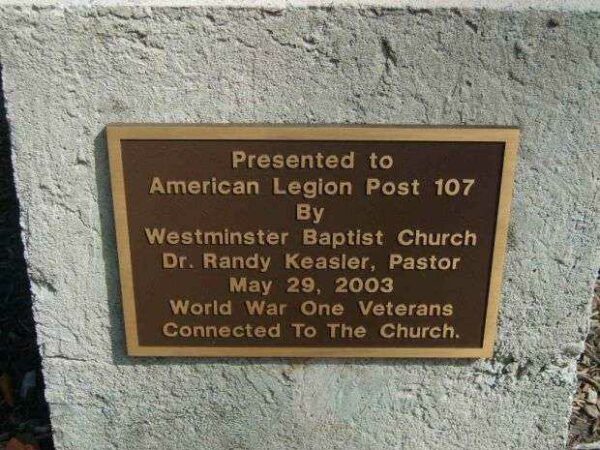 Presented to
American Legion Post 107
By
Westminster Baptist Church
Dr. Randy Keasler, Pastor
May 29, 2003
World War One Veterans
Connected To The Church.